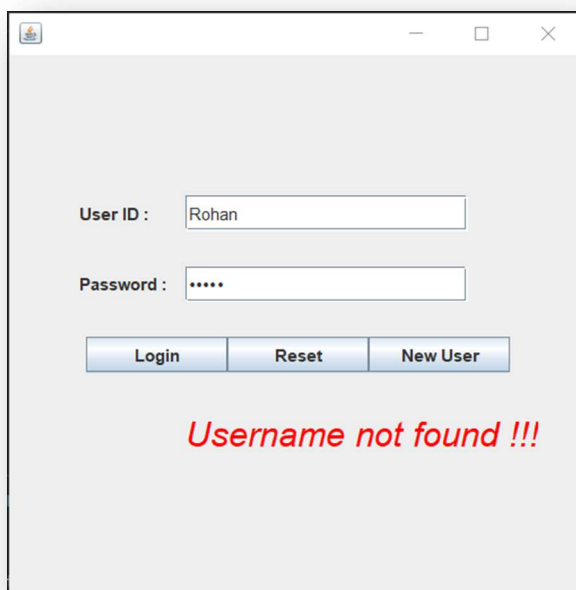 User ID : Rohan
Password : •••••
Login Reset New User
Username not found !!!